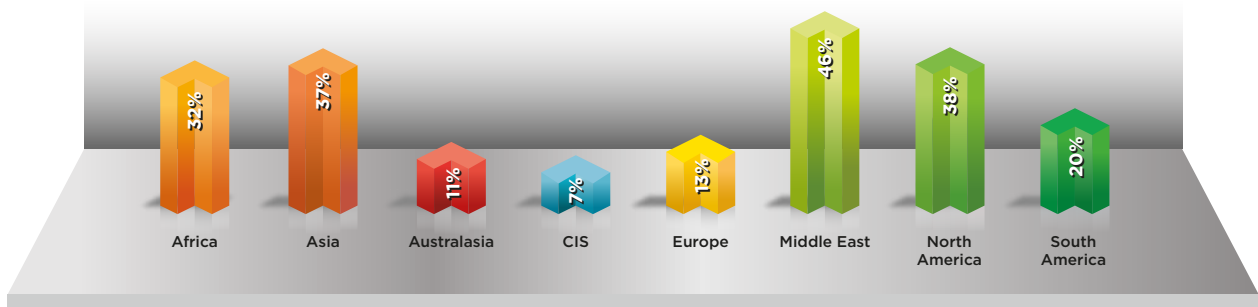 32%
37%
11%
7%
13%
46%
38%
20%
Africa
Asia
Australasia
CIS
Europe
Middle East
North
America
South
America